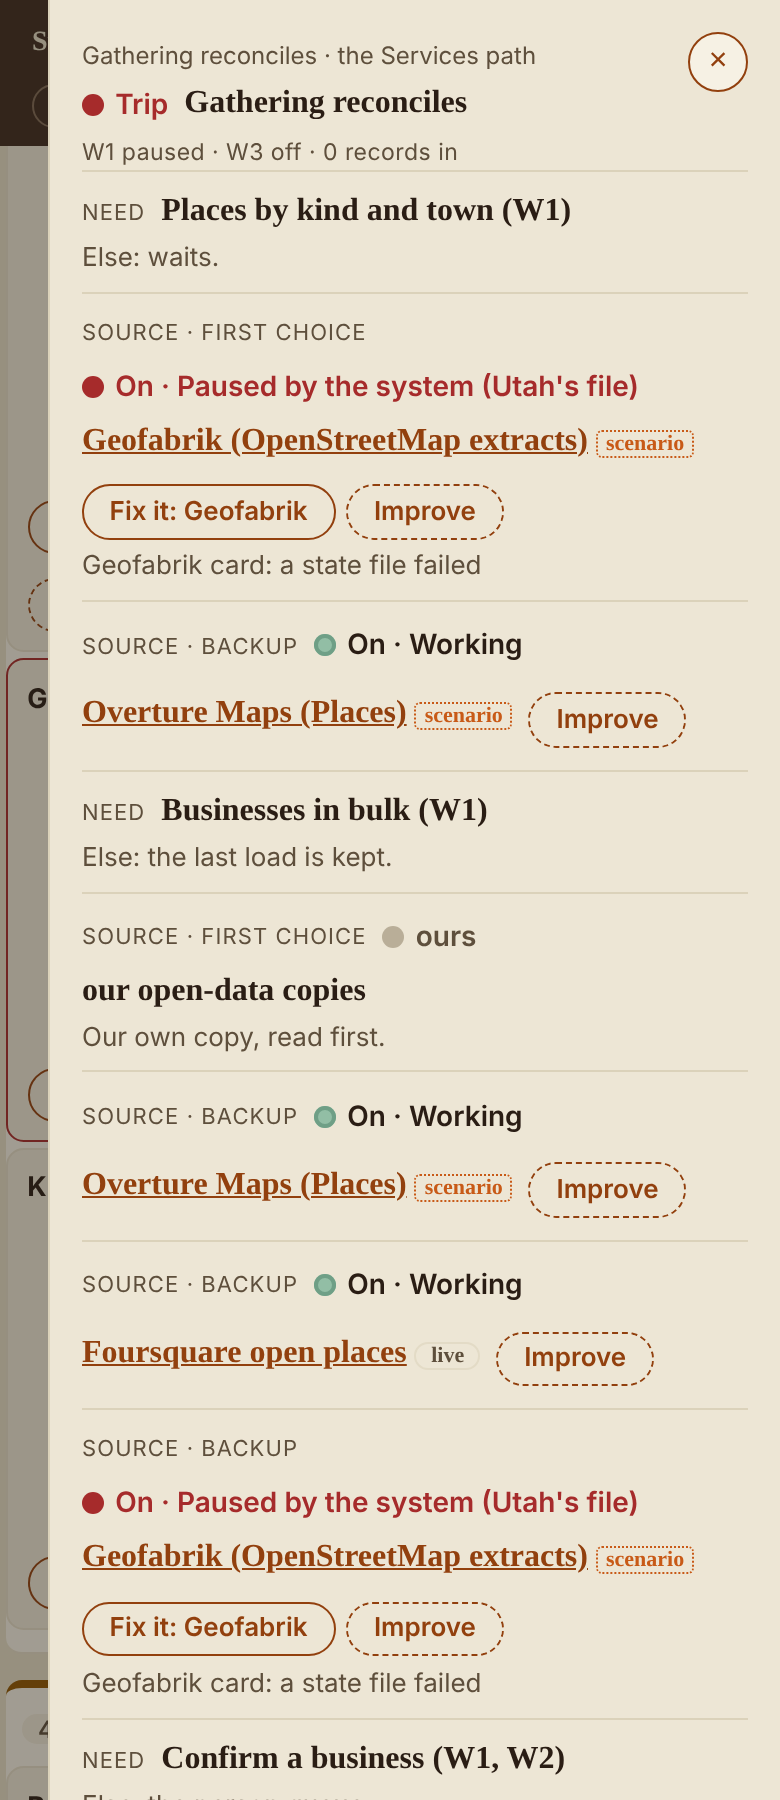 Gathering reconciles · the Services path
×
Trip Gathering reconciles
W1 paused · W3 off · 0 records in
NEED Places by kind and town (W1)
Else: waits.
SOURCE · FIRST CHOICE
On · Paused by the system (Utah's file)
Geofabrik (OpenStreetMap extracts) scenario
Fix it: Geofabrik Improve
Geofabrik card: a state file failed
SOURCE · BACKUP On · Working
Overture Maps (Places) scenario Improve
NEED Businesses in bulk (W1)
Else: the last load is kept.
SOURCE · FIRST CHOICE ours
our open-data copies
Our own copy, read first.
SOURCE · BACKUP On · Working
Overture Maps (Places) scenario Improve
SOURCE · BACKUP On · Working
Foursquare open places live Improve
SOURCE · BACKUP
On · Paused by the system (Utah's file)
Geofabrik (OpenStreetMap extracts) scenario
Fix it: Geofabrik Improve
Geofabrik card: a state file failed
NEED Confirm a business (W1, W2)